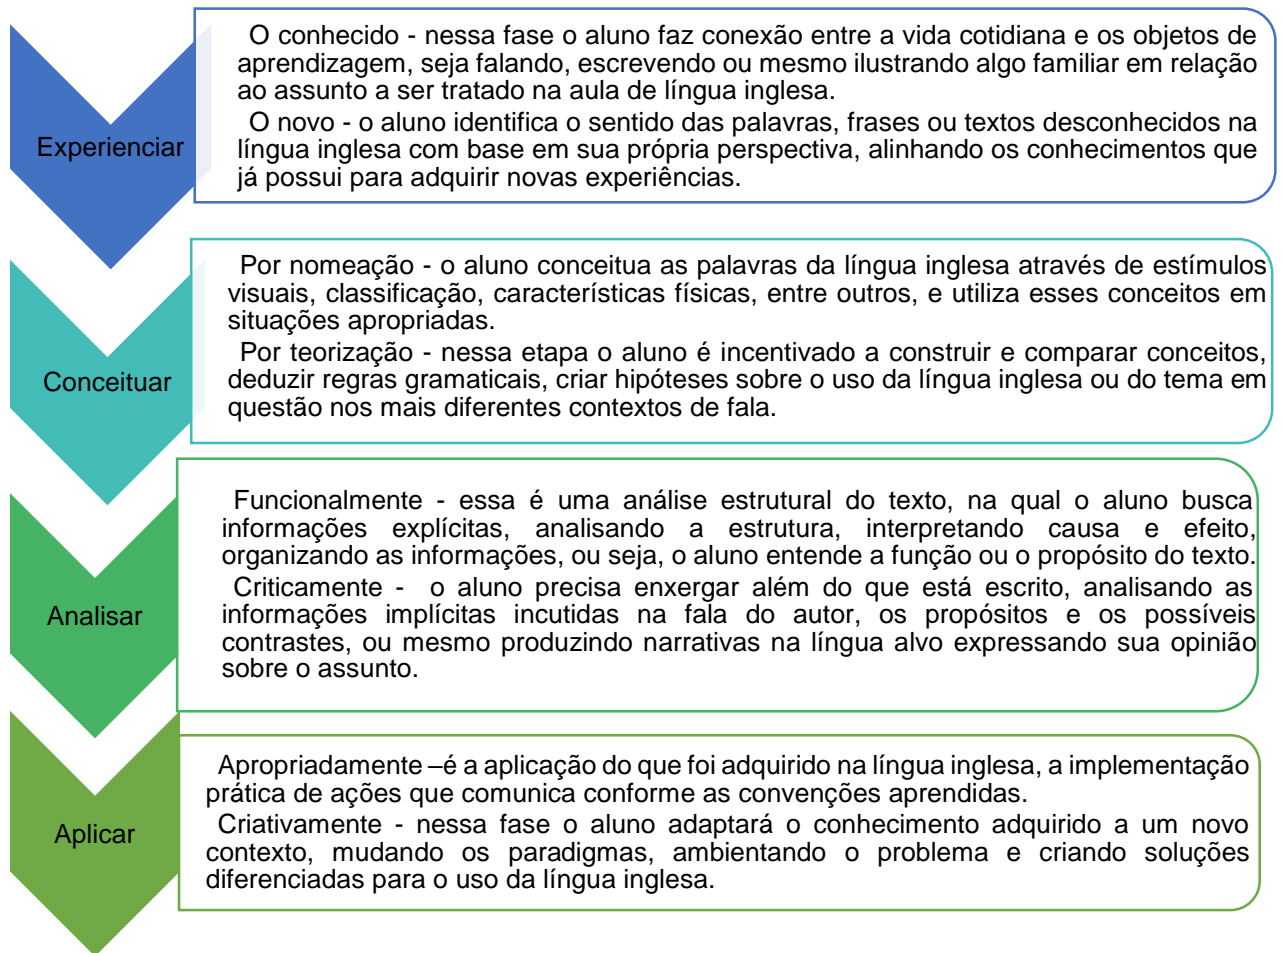 Experienciar
O conhecido - nessa fase o aluno faz conexão entre a vida cotidiana e os objetos de
aprendizagem, seja falando, escrevendo ou mesmo ilustrando algo familiar em relação
ao assunto a ser tratado na aula de língua inglesa.
O novo - o aluno identifica o sentido das palavras, frases ou textos desconhecidos na
língua inglesa com base em sua própria perspectiva, alinhando os conhecimentos que
já possui para adquirir novas experiências.
Conceituar
Por nomeação - o aluno conceitua as palavras da língua inglesa através de estímulos
visuais, classificação, características físicas, entre outros, e utiliza esses conceitos em
situações apropriadas.
Por teorização - nessa etapa o aluno é incentivado a construir e comparar conceitos,
deduzir regras gramaticais, criar hipóteses sobre o uso da língua inglesa ou do tema em
questão nos mais diferentes contextos de fala.
Analisar
Funcionalmente - essa é uma análise estrutural do texto, na qual o aluno busca
informações explícitas, analisando a estrutura, interpretando causa e efeito,
organizando as informações, ou seja, o aluno entende a função ou o propósito do texto.
Criticamente - o aluno precisa enxergar além do que está escrito, analisando as
informações implícitas incutidas na fala do autor, os propósitos e os possíveis
contrastes, ou mesmo produzindo narrativas na língua alvo expressando sua opinião
sobre o assunto.
Aplicar
Apropriadamente –é a aplicação do que foi adquirido na língua inglesa, a implementação
prática de ações que comunica conforme as convenções aprendidas.
Criativamente - nessa fase o aluno adaptará o conhecimento adquirido a um novo
contexto, mudando os paradigmas, ambientando o problema e criando soluções
diferenciadas para o uso da língua inglesa.